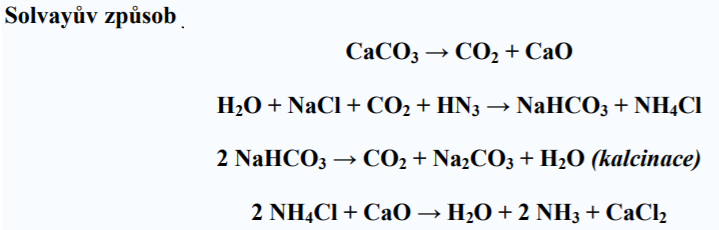 Solvayův způsob .
CaCO₃ → CO₂ + CaO
H₂O + NaCl + CO₂ + HN₃ → NaHCO₃ + NH₄Cl
2 NaHCO₃ → CO₂ + Na₂CO₃ + H₂O (kalcinace)
2 NH₄Cl + CaO → H₂O + 2 NH₃ + CaCl₂